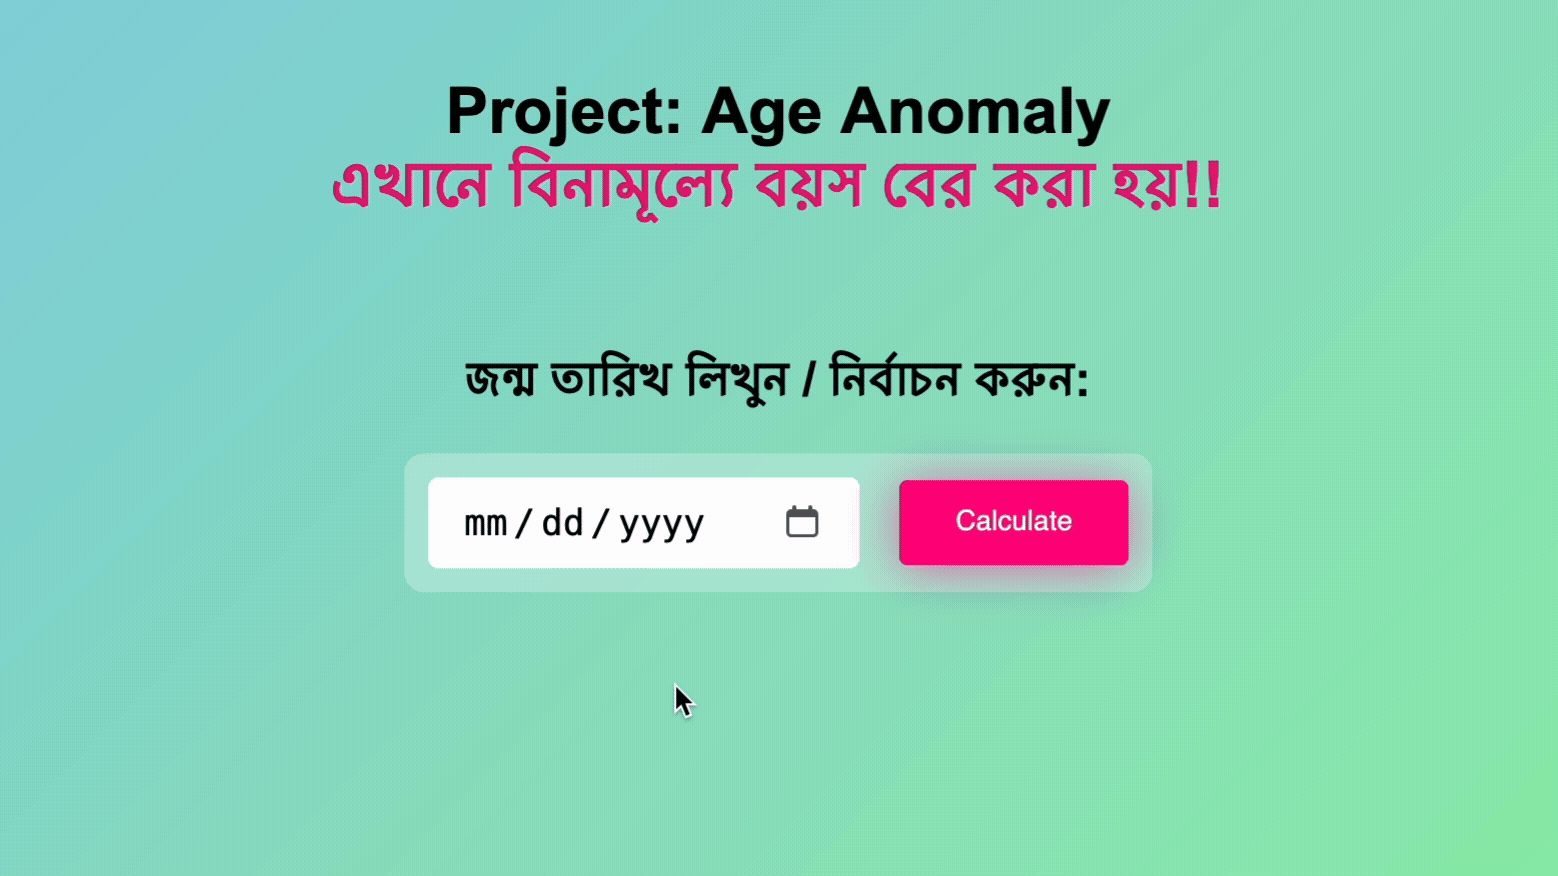 Project: Age Anomaly
এখানে বিনামূল্যে বয়স বের করা হয়!!
জন্ম তারিখ লিখুন / নির্বাচন করুন:
mm/dd/yyyy
Calculate